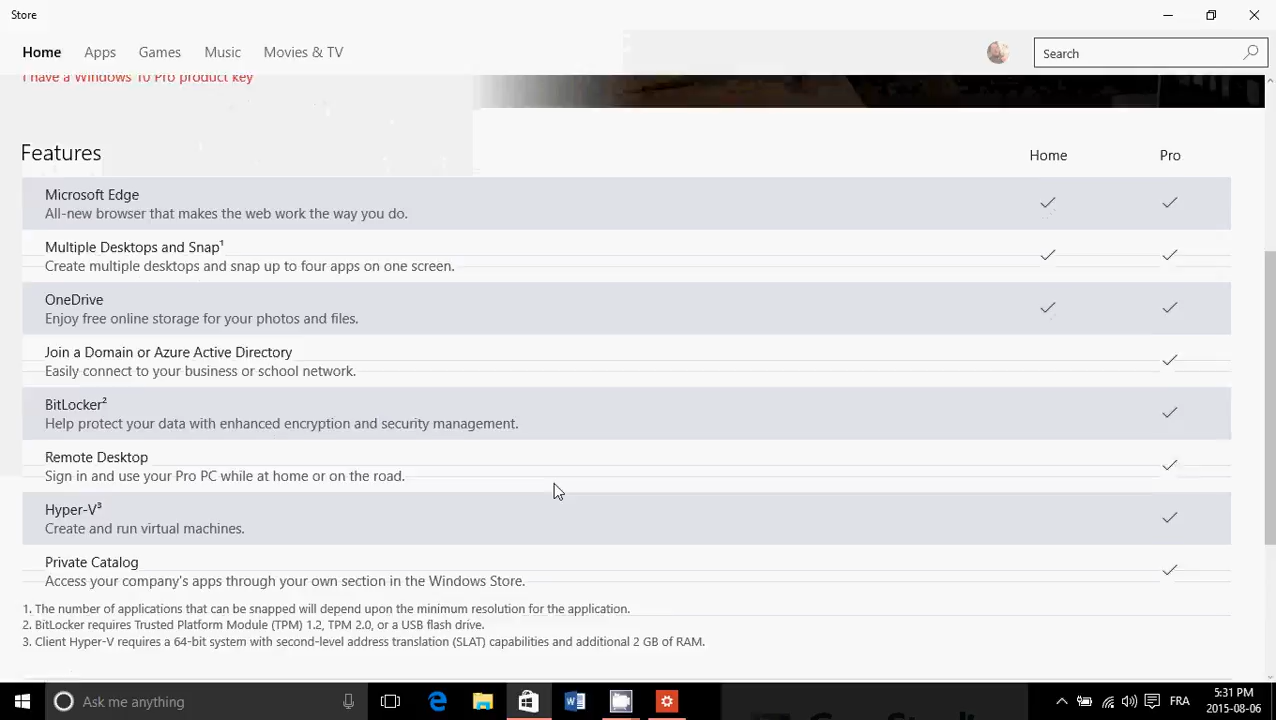 Store
Home Apps Games Music Movies & TV
Search
I have a Windows 10 Pro product key
Features
Home Pro
Microsoft Edge
All-new browser that makes the web work the way you do.
Multiple Desktops and Snap¹
Create multiple desktops and snap up to four apps on one screen.
OneDrive
Enjoy free online storage for your photos and files.
Join a Domain or Azure Active Directory
Easily connect to your business or school network.
BitLocker²
Help protect your data with enhanced encryption and security management.
Remote Desktop
Sign in and use your Pro PC while at home or on the road.
Hyper-V³
Create and run virtual machines.
Private Catalog
Access your company's apps through your own section in the Windows Store.
1. The number of applications that can be snapped will depend upon the minimum resolution for the application.
2. BitLocker requires Trusted Platform Module (TPM) 1.2, TPM 2.0, or a USB flash drive.
3. Client Hyper-V requires a 64-bit system with second-level address translation (SLAT) capabilities and additional 2 GB of RAM.
Ask me anything
FRA
5:31 PM
2015-08-06